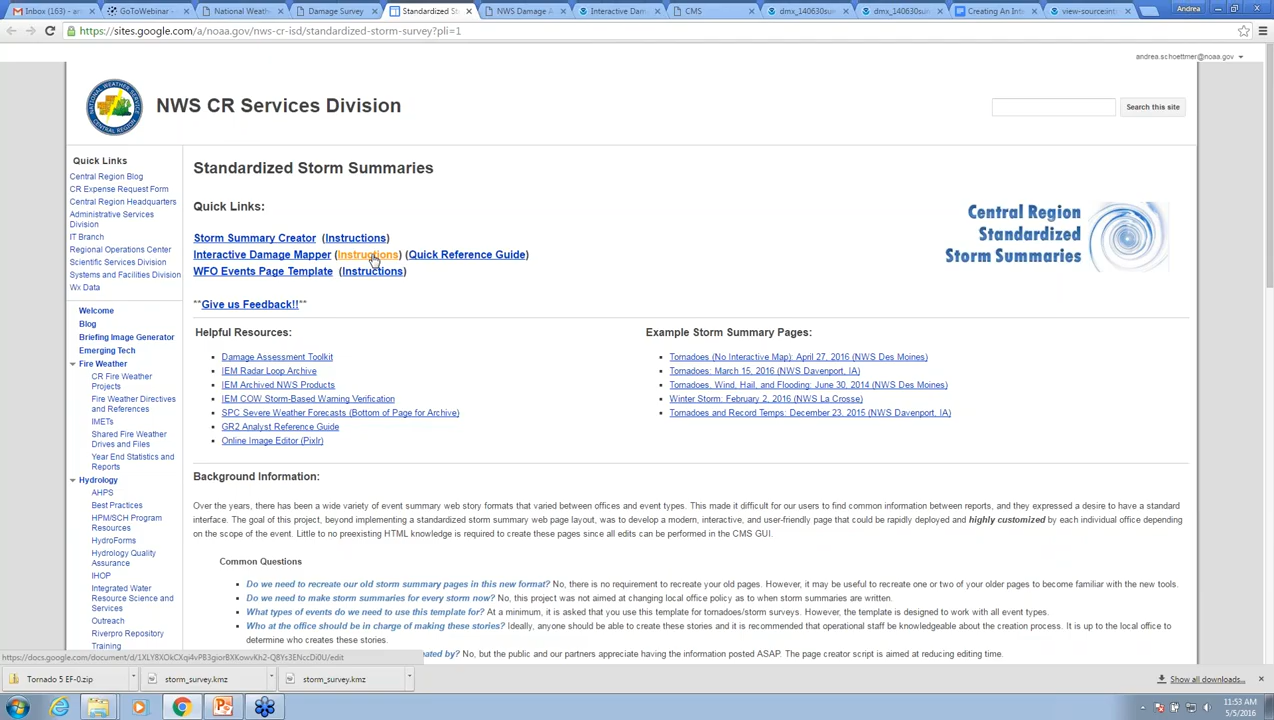 Inbox (163) - an
GoToWebinar -
National Weath
Damage Survey
Standardized St
NWS Damage A
Interactive Dam
CMS
dmx_140630sum
dmx_140630sum
Creating An Inte
view-source:inte
Andrea
https://sites.google.com/a/noaa.gov/nws-cr-isd/standardized-storm-survey?pli=1
andrea.schoettmer@noaa.gov
NWS CR Services Division
Search this site
Quick Links
Central Region Blog
CR Expense Request Form
Central Region Headquarters
Administrative Services
Division
IT Branch
Regional Operations Center
Scientific Services Division
Systems and Facilities Division
Wx Data
Welcome
Blog
Briefing Image Generator
Emerging Tech
Fire Weather
CR Fire Weather
Projects
Fire Weather Directives
and References
IMETs
Shared Fire Weather
Drives and Files
Year End Statistics and
Reports
Hydrology
AHPS
Best Practices
HPM/SCH Program
Resources
HydroForms
Hydrology Quality
Assurance
IHOP
Integrated Water
Resource Science and
Services
Outreach
Riverpro Repository
Training
Standardized Storm Summaries
Quick Links:
Storm Summary Creator (Instructions)
Interactive Damage Mapper (Instructions) (Quick Reference Guide)
WFO Events Page Template (Instructions)
**Give us Feedback!!**
Central Region
Standardized
Storm Summaries
Helpful Resources:
Damage Assessment Toolkit
IEM Radar Loop Archive
IEM Archived NWS Products
IEM COW Storm-Based Warning Verification
SPC Severe Weather Forecasts (Bottom of Page for Archive)
GR2 Analyst Reference Guide
Online Image Editor (Pixlr)
Example Storm Summary Pages:
Tornadoes (No Interactive Map): April 27, 2016 (NWS Des Moines)
Tornadoes: March 15, 2016 (NWS Davenport, IA)
Tornadoes, Wind, Hail, and Flooding: June 30, 2014 (NWS Des Moines)
Winter Storm: February 2, 2016 (NWS La Crosse)
Tornadoes and Record Temps: December 23, 2015 (NWS Davenport, IA)
Background Information:
Over the years, there has been a wide variety of event summary web story formats that varied between offices and event types. This made it difficult for our users to find common information between reports, and they expressed a desire to have a standard
interface. The goal of this project, beyond implementing a standardized storm summary web page layout, was to develop a modern, interactive, and user-friendly page that could be rapidly deployed and highly customized by each individual office depending
on the scope of the event. Little to no preexisting HTML knowledge is required to create these pages since all edits can be performed in the CMS GUI.
Common Questions
Do we need to recreate our old storm summary pages in this new format? No, there is no requirement to recreate your old pages. However, it may be useful to recreate one or two of your older pages to become familiar with the new tools.
Do we need to make storm summaries for every storm now? No, this project was not aimed at changing local office policy as to when storm summaries are written.
What types of events do we need to use this template for? At a minimum, it is asked that you use this template for tornadoes/storm surveys. However, the template is designed to work with all event types.
Who at the office should be in charge of making these stories? Ideally, anyone should be able to create these stories and it is recommended that operational staff be knowledgeable about the creation process. It is up to the local office to
determine who creates these stories.
eated by? No, but the public and our partners appreciate having the information posted ASAP. The page creator script is aimed at reducing editing time.
Tornado 5 EF-0.zip
storm_survey.kmz
storm_survey.kmz
Show all downloads...
11:53 AM
5/5/2016